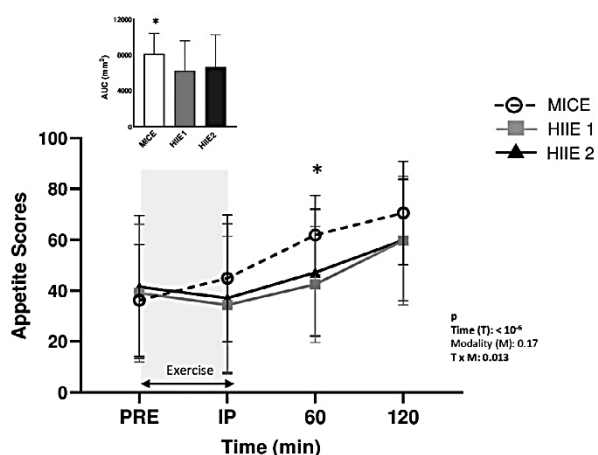 *
12000
8000
4000
0
AUC (mm²)
MICE
HIIE1
HIIE2
MICE
HIIE 1
HIIE 2
100
80
60
40
20
0
Appetite Scores
*
Exercise
p
Time (T): < 10⁻⁶
Modality (M): 0.17
T x M: 0.013
PRE IP 60 120
Time (min)